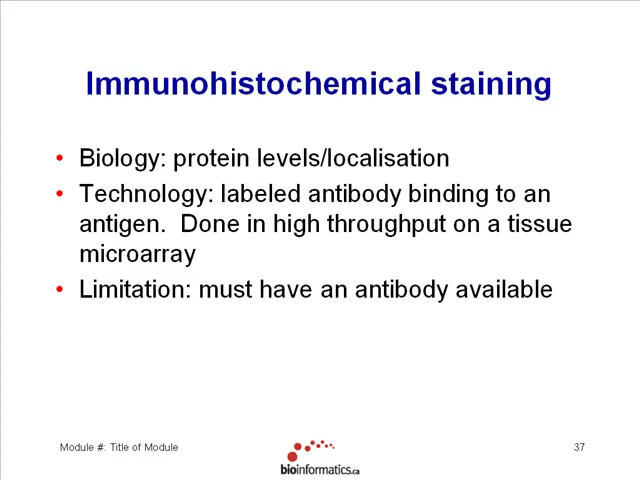 Immunohistochemical staining
• Biology: protein levels/localisation
• Technology: labeled antibody binding to an
antigen.  Done in high throughput on a tissue
microarray
• Limitation: must have an antibody available
Module #: Title of Module
bioinformatics.ca
37